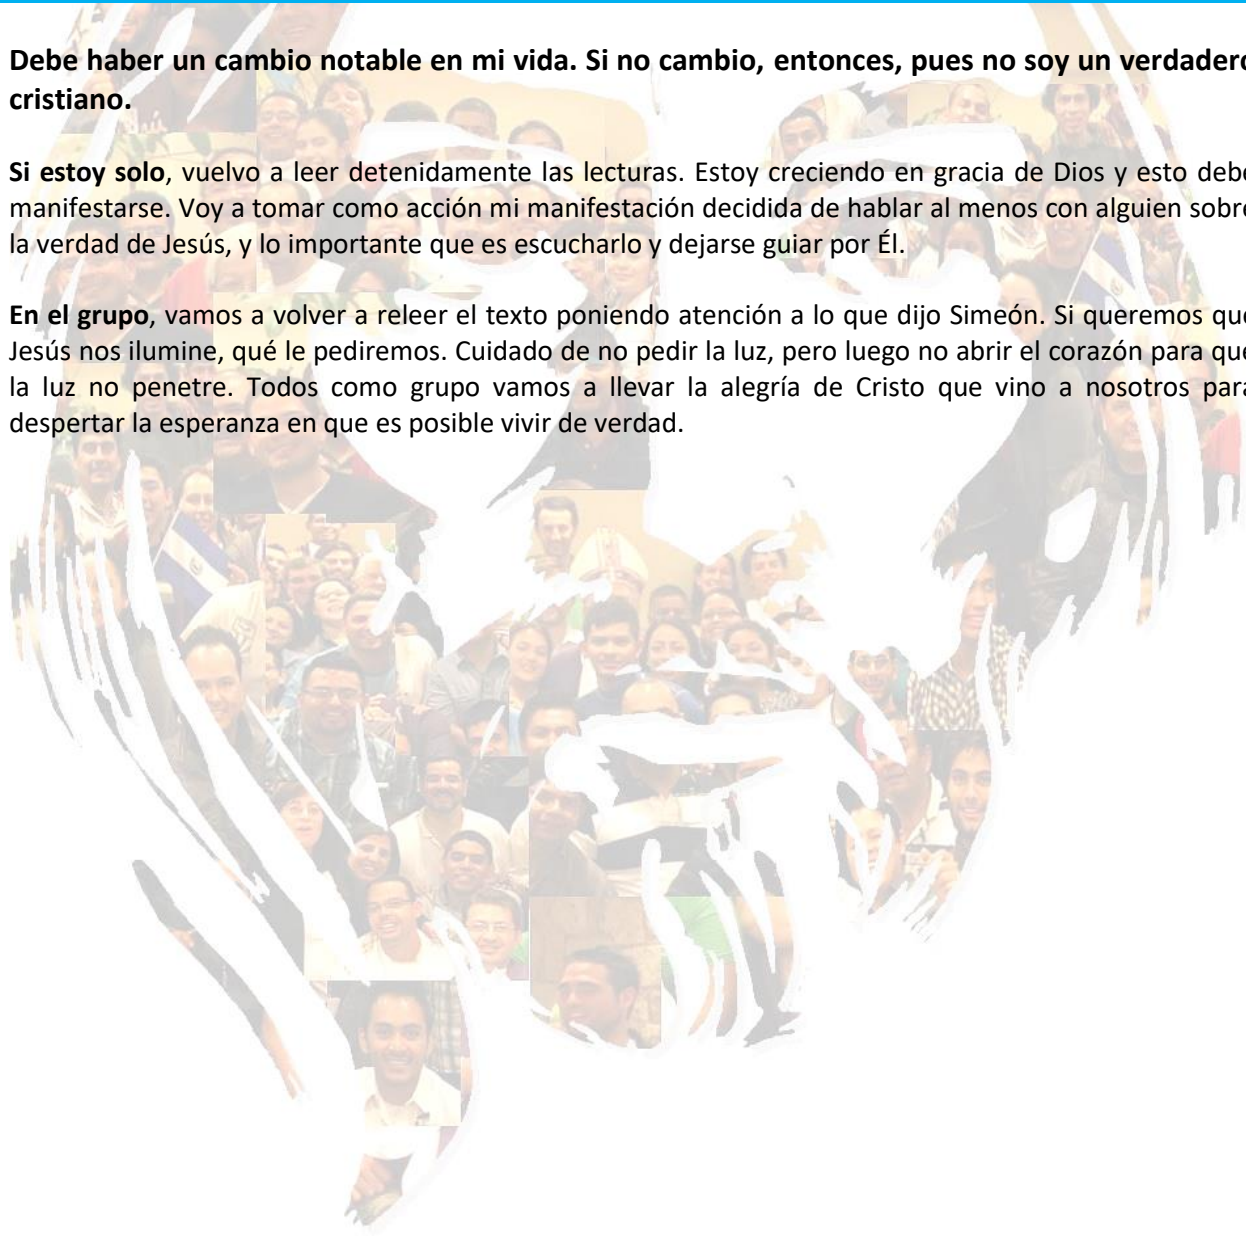 Debe haber un cambio notable en mi vida. Si no cambio, entonces, pues no soy un verdadero
cristiano.
Si estoy solo, vuelvo a leer detenidamente las lecturas. Estoy creciendo en gracia de Dios y esto debe
manifestarse. Voy a tomar como acción mi manifestación decidida de hablar al menos con alguien sobre
la verdad de Jesús, y lo importante que es escucharlo y dejarse guiar por Él.
En el grupo, vamos a volver a releer el texto poniendo atención a lo que dijo Simeón. Si queremos que
Jesús nos ilumine, qué le pediremos. Cuidado de no pedir la luz, pero luego no abrir el corazón para que
la luz no penetre. Todos como grupo vamos a llevar la alegría de Cristo que vino a nosotros para
despertar la esperanza en que es posible vivir de verdad.